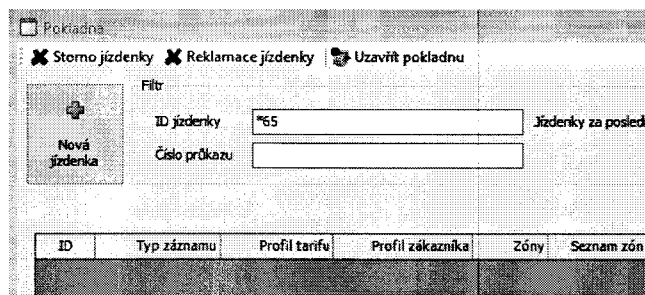 Pokladna
Storno jízdenky Reklamace jízdenky Uzavřít pokladnu
Filtr
Nová jízdenka
ID jízdenky *65 Jízdenky za posled
Číslo průkazu
ID Typ záznamu Profil tarifu Profil zákazníka Zóny Seznam zón